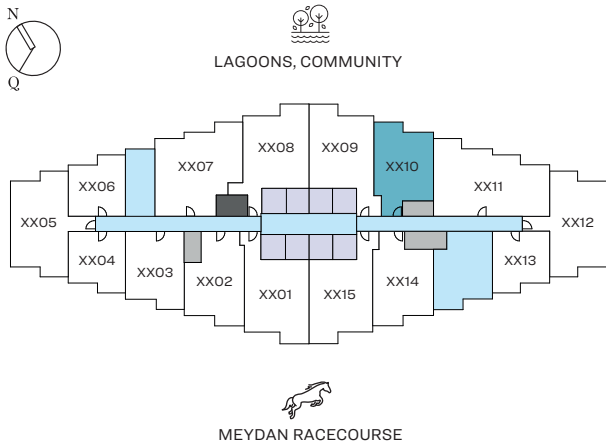 N
Q
LAGOONS, COMMUNITY
XX08
XX09
XX07
XX10
XX06
XX11
XX05
XX12
XX04
XX03
XX02
XX01
XX15
XX14
XX13
MEYDAN RACECOURSE